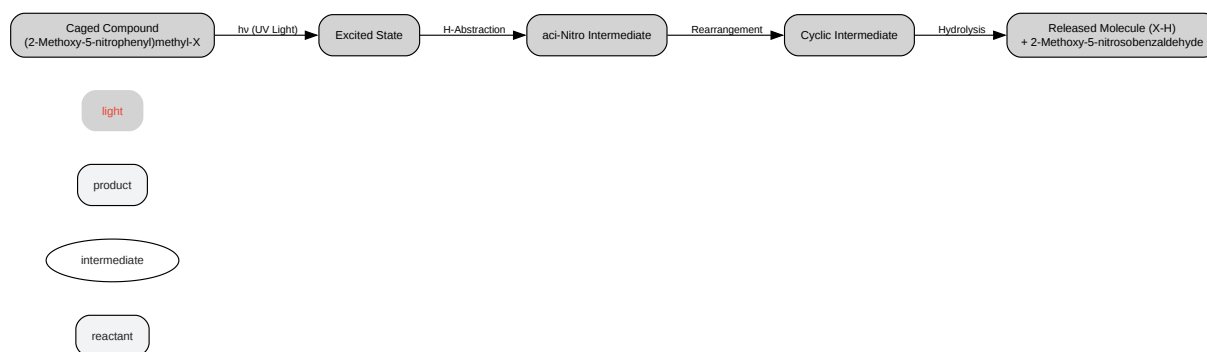 Caged Compound
(2-Methoxy-5-nitrophenyl)methyl-X
hν (UV Light)
Excited State
H-Abstraction
aci-Nitro Intermediate
Rearrangement
Cyclic Intermediate
Hydrolysis
Released Molecule (X-H)
+ 2-Methoxy-5-nitrosobenzaldehyde
light
product
intermediate
reactant